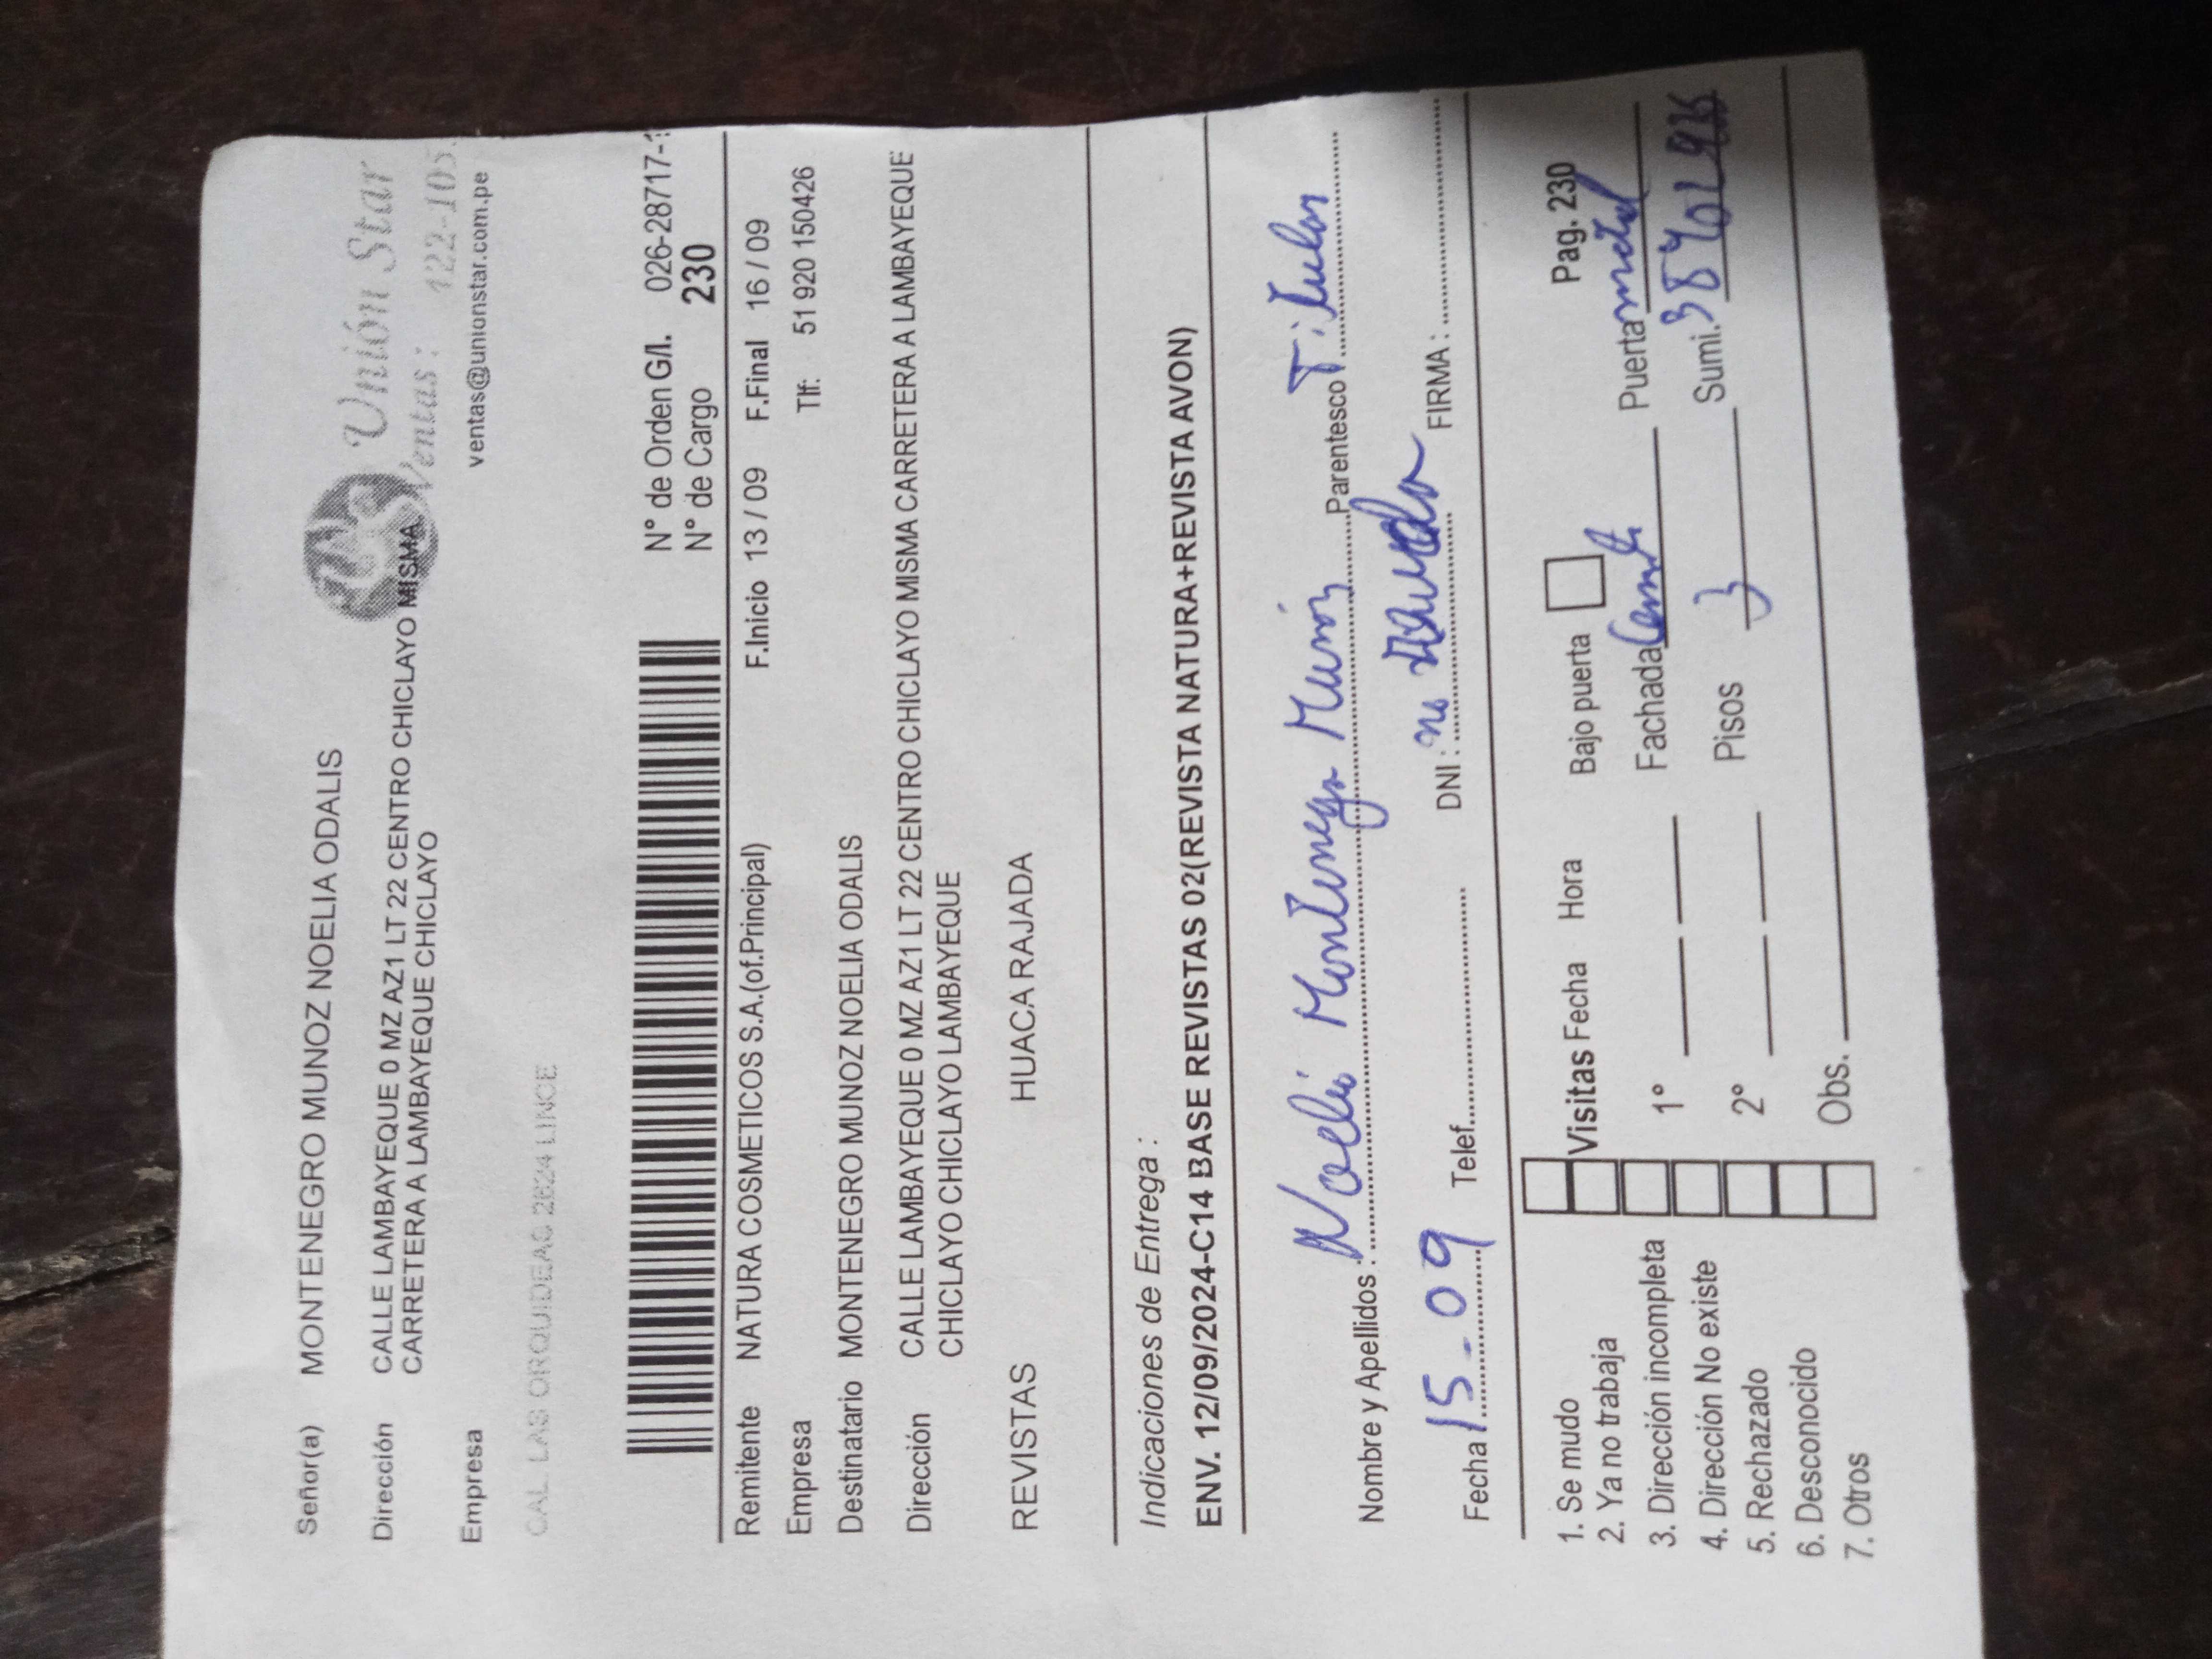 Señor(a) MONTENEGRO MUNOZ NOELIA ODALIS
Unión Star
Dirección CALLE LAMBAYEQUE 0 MZ AZ1 LT 22 CENTRO CHICLAYO MISMA
CARRETERA A LAMBAYEQUE CHICLAYO
Ventas: 122-105
Empresa
ventas@unionstar.com.pe
CAL. LAS ORQUIDEAS 2624 LINCE
N° de Orden G/I. 026-28717-1
N° de Cargo 230
Remitente NATURA COSMETICOS S.A.(of.Principal) F.Inicio 13 / 09 F.Final 16 / 09
Empresa Tlf: 51 920 150426
Destinatario MONTENEGRO MUNOZ NOELIA ODALIS
Dirección CALLE LAMBAYEQUE 0 MZ AZ1 LT 22 CENTRO CHICLAYO MISMA CARRETERA A LAMBAYEQUE
CHICLAYO CHICLAYO LAMBAYEQUE
REVISTAS HUACA RAJADA
Indicaciones de Entrega :
ENV. 12/09/2024-C14 BASE REVISTAS 02(REVISTA NATURA+REVISTA AVON)
Nombre y Apellidos : Noelia Montenegro Munoz Parentesco Titular
Fecha 15-09 Telef. DNI : no FIRMA :
1. Se mudo
Bajo puerta Pag. 230
2. Ya no trabaja Visitas Fecha Hora
3. Dirección incompleta 1° Fachada Puerta metal
4. Dirección No existe
5. Rechazado 2° Pisos 3 Sumi.
6. Desconocido
7. Otros Obs.